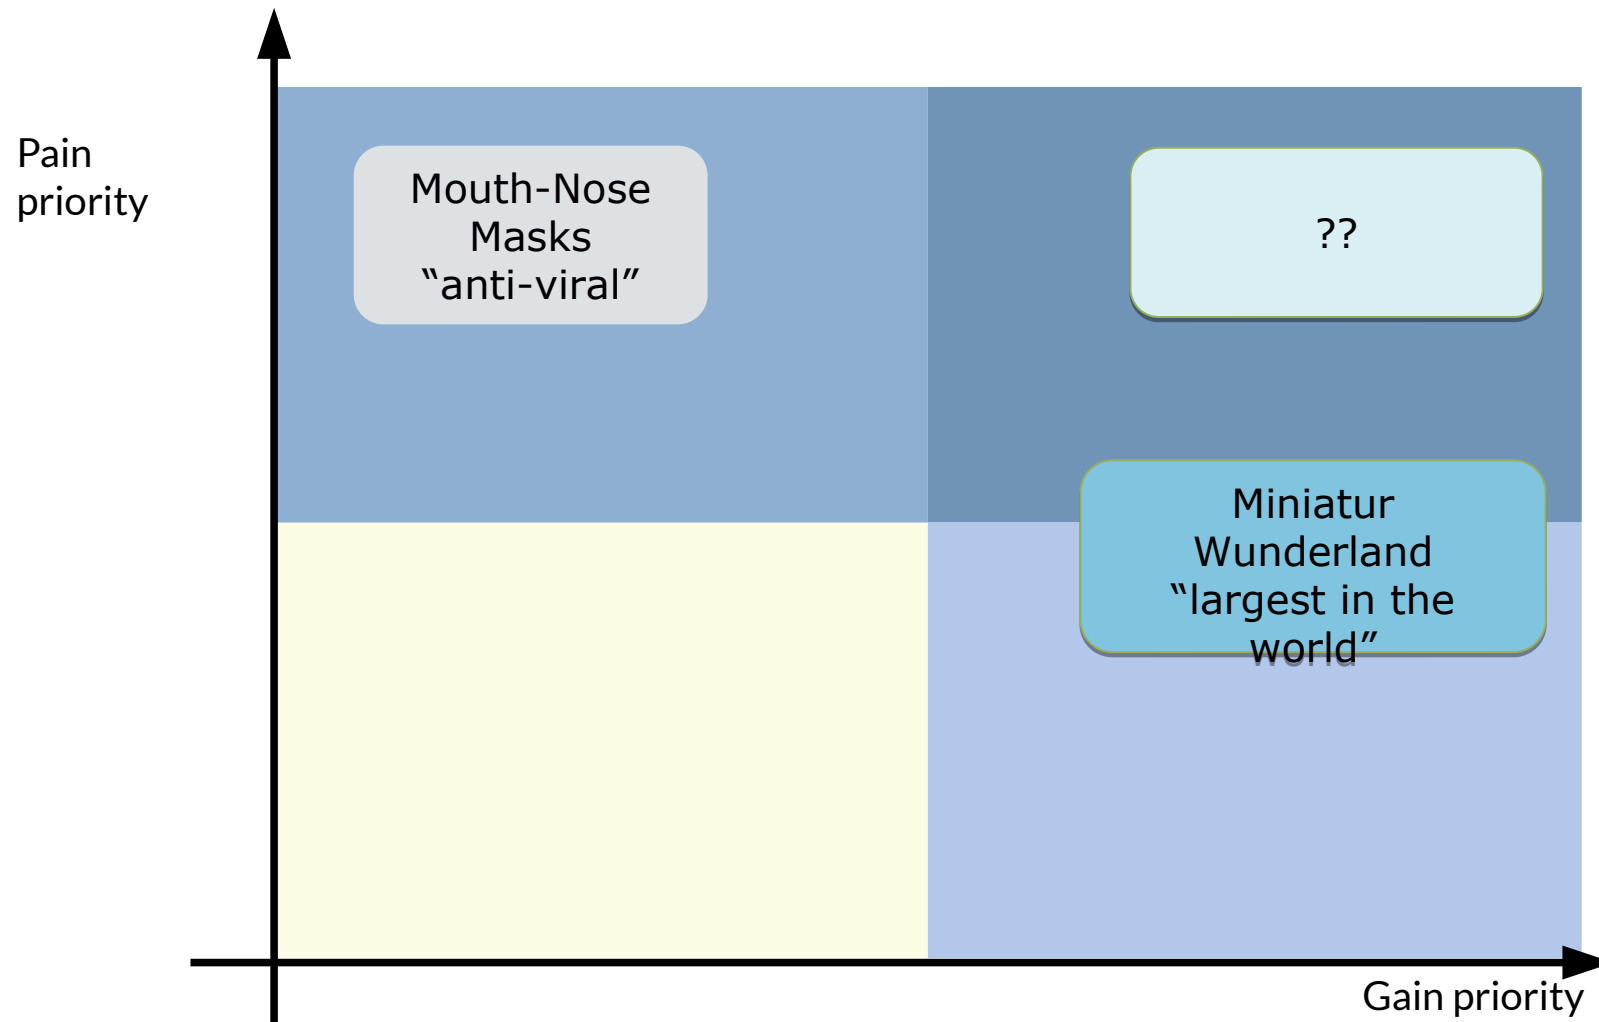 Pain
priority
Mouth-Nose
Masks
“anti-viral”
??
Miniatur
Wunderland
“largest in the
world”
Gain priority